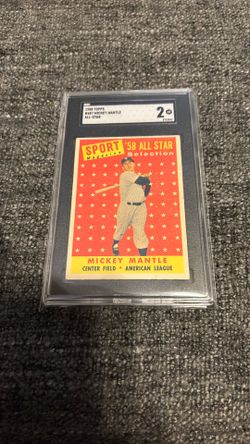 1958 TOPPS
#487 MICKEY MANTLE
ALL-STAR
2
SPORT
MAGAZINE
'58 ALL STAR
Selection
MICKEY MANTLE
CENTER FIELD • AMERICAN LEAGUE